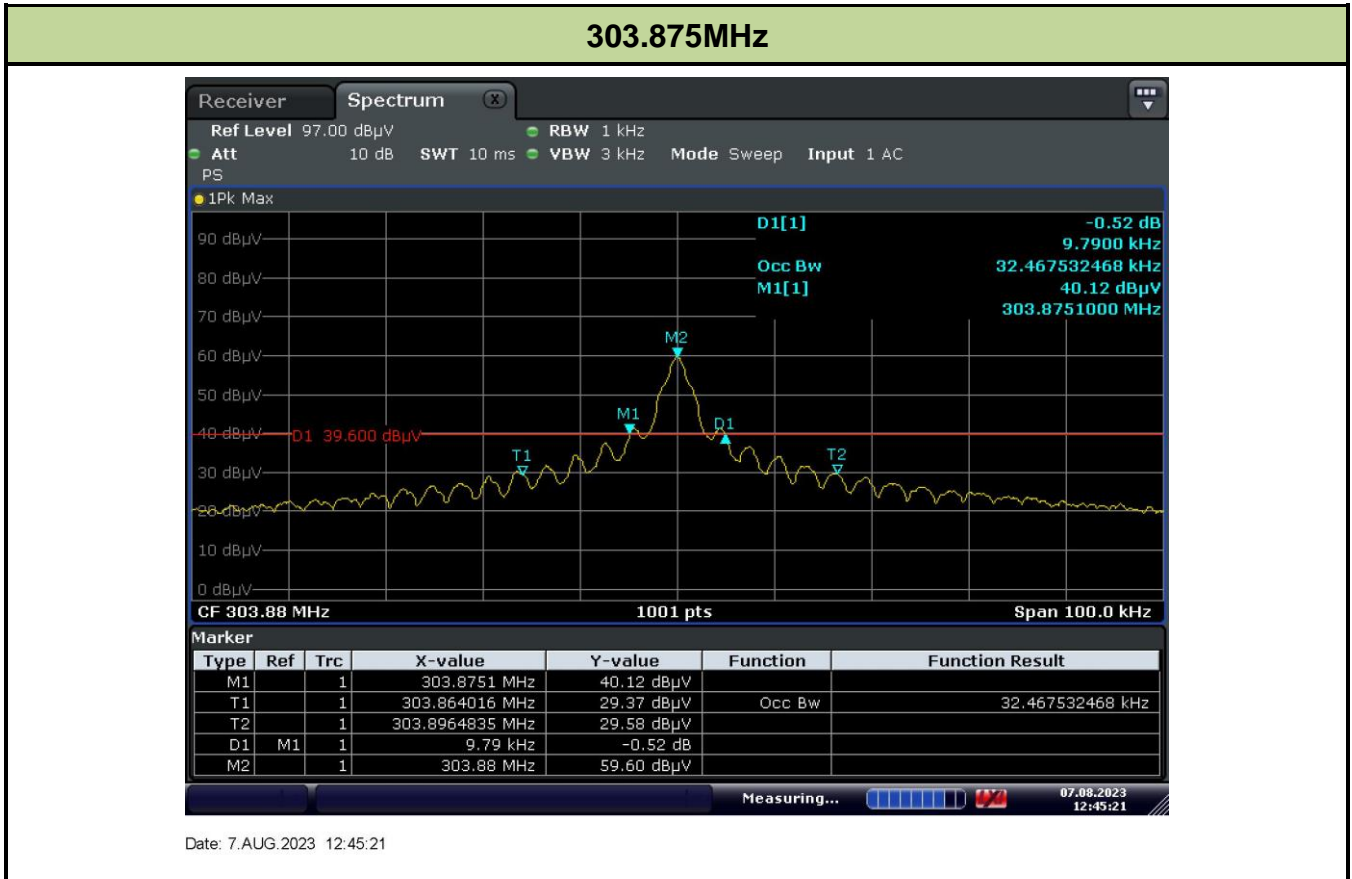 303.875MHz
Receiver Spectrum X
Ref Level 97.00 dBµV RBW 1 kHz
Att 10 dB SWT 10 ms VBW 3 kHz Mode Sweep Input 1 AC
PS
1Pk Max
D1[1] -0.52 dB
90 dBµV 9.7900 kHz
Occ Bw 32.467532468 kHz
80 dBµV
M1[1] 40.12 dBµV
70 dBµV 303.8751000 MHz
M2
60 dBµV
50 dBµV
M1 D1
40 dBµV D1 39.600 dBµV
T1 T2
30 dBµV
20 dBµV
10 dBµV
0 dBµV
CF 303.88 MHz 1001 pts Span 100.0 kHz
Marker
Type Ref Trc X-value Y-value Function Function Result
M1 1 303.8751 MHz 40.12 dBµV
T1 1 303.864016 MHz 29.37 dBµV Occ Bw 32.467532468 kHz
T2 1 303.8964835 MHz 29.58 dBµV
D1 M1 1 9.79 kHz -0.52 dB
M2 1 303.88 MHz 59.60 dBµV
Measuring... 07.08.2023
12:45:21
Date: 7.AUG.2023 12:45:21